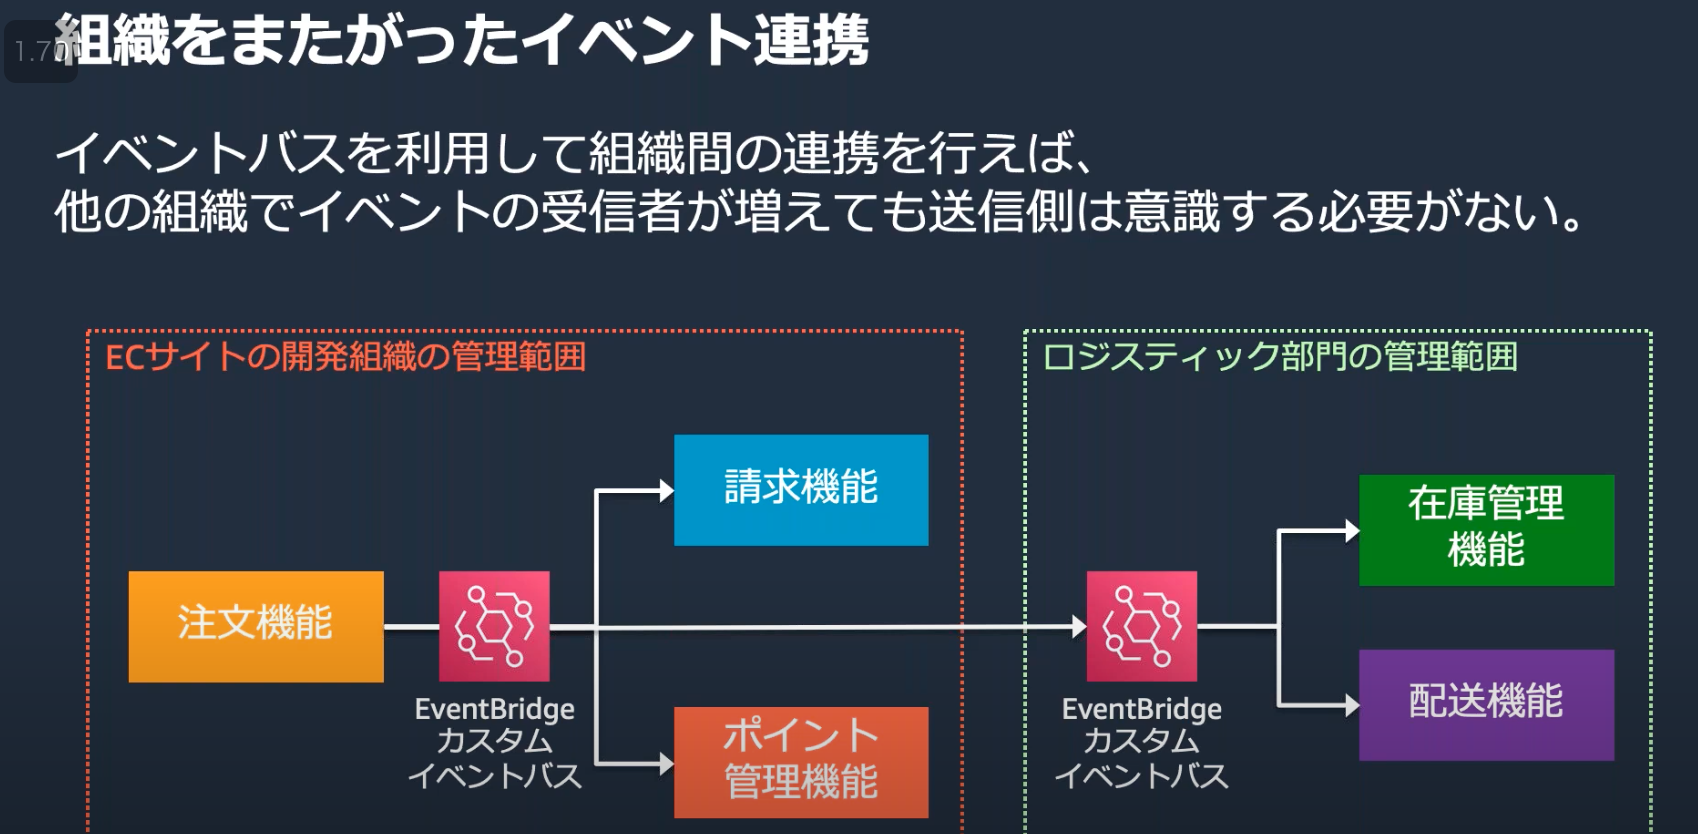 組織をまたがったイベント連携
1.70
イベントバスを利用して組織間の連携を行えば、
他の組織でイベントの受信者が増えても送信側は意識する必要がない。
ECサイトの開発組織の管理範囲
注文機能
EventBridge
カスタム
イベントバス
請求機能
ポイント
管理機能
ロジスティック部門の管理範囲
EventBridge
カスタム
イベントバス
在庫管理
機能
配送機能